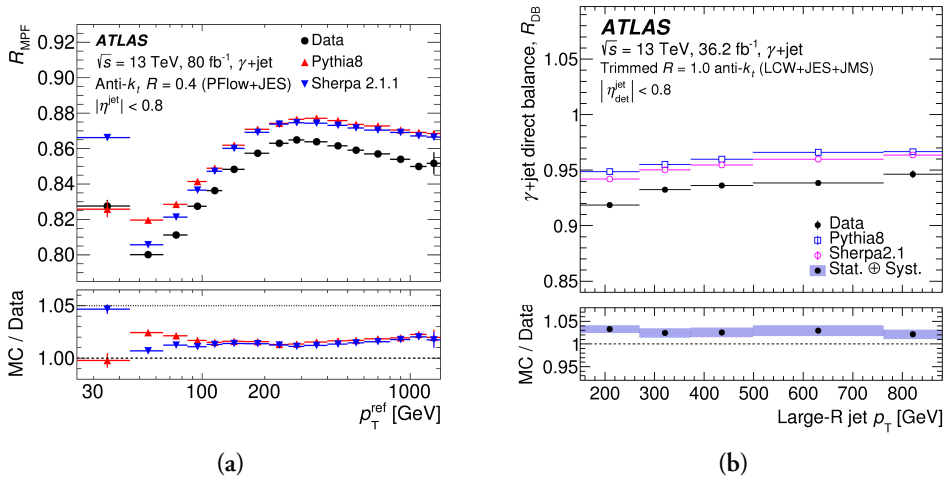 R_MPF
0.92
0.90
0.88
0.86
0.84
0.82
0.80
ATLAS
√s = 13 TeV, 80 fb⁻¹, γ+jet
Anti-k_t R = 0.4 (PFlow+JES)
|η^jet| < 0.8
Data
Pythia8
Sherpa 2.1.1
MC / Data
1.05
1.00
30
100
200
1000
p_T^ref [GeV]
(a)
γ+jet direct balance, R_DB
1.05
1
0.95
0.9
0.85
ATLAS
√s = 13 TeV, 36.2 fb⁻¹, γ+jet
Trimmed R = 1.0 anti-k_t (LCW+JES+JMS)
|η_det^jet| < 0.8
Data
Pythia8
Sherpa2.1
Stat. ⊕ Syst.
MC / Data
1.05
1
0.95
200
300
400
500
600
700
800
Large-R jet p_T [GeV]
(b)